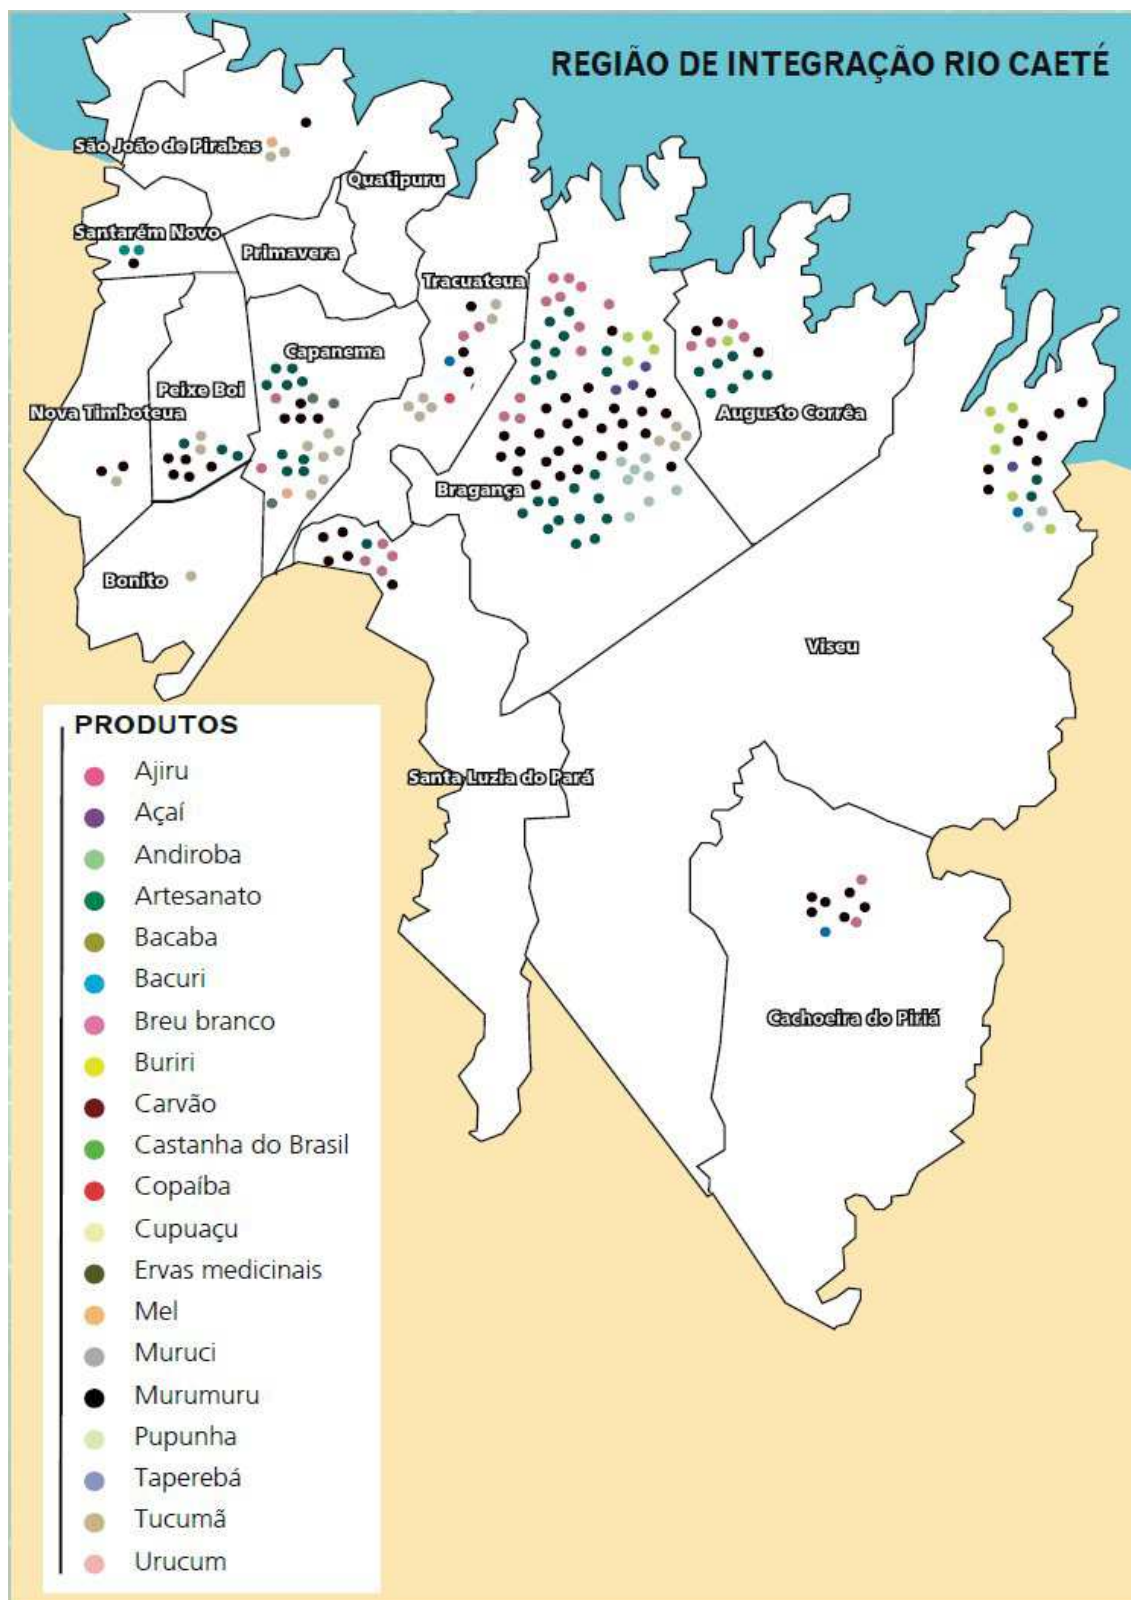 REGIÃO DE INTEGRAÇÃO RIO CAETÉ
São João de Pirabas
Quatipuru
Santarém Novo
Primavera
Tracuateua
Capanema
Peixe Boi
Nova Timboteua
Augusto Corrêa
Bragança
Bonito
Viseu
Santa Luzia do Pará
Cachoeira do Piriá
PRODUTOS
Ajiru
Açaí
Andiroba
Artesanato
Bacaba
Bacuri
Breu branco
Buriri
Carvão
Castanha do Brasil
Copaíba
Cupuaçu
Ervas medicinais
Mel
Muruci
Murumuru
Pupunha
Taperebá
Tucumã
Urucum